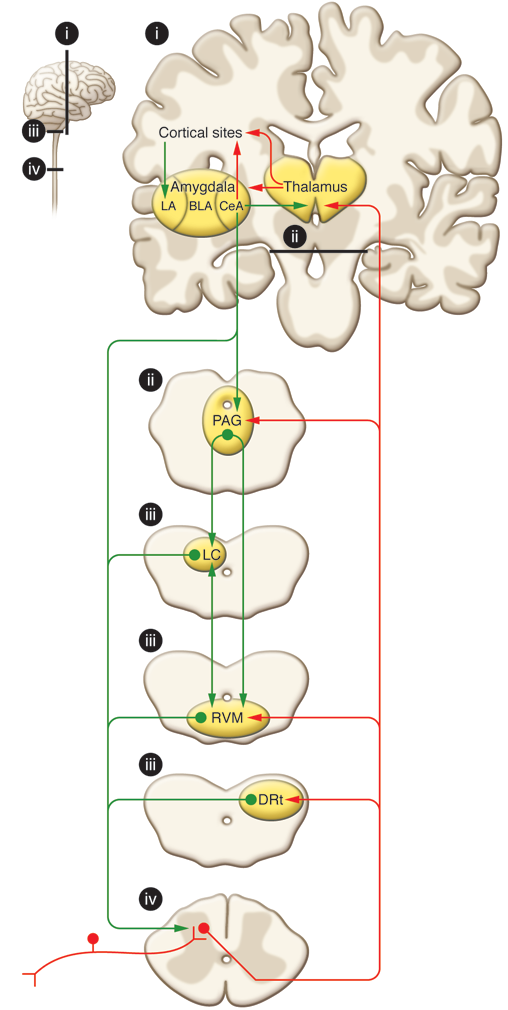 i
i
iii
iv
Cortical sites
Amygdala
Thalamus
LA
BLA
CeA
ii
ii
PAG
iii
LC
iii
RVM
iii
DRt
iv